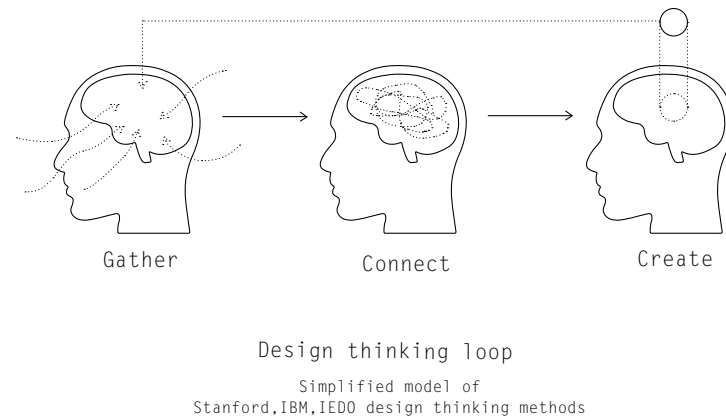 Gather
Connect
Create
Design thinking loop
Simplified model of
Stanford,IBM,IEDO design thinking methods